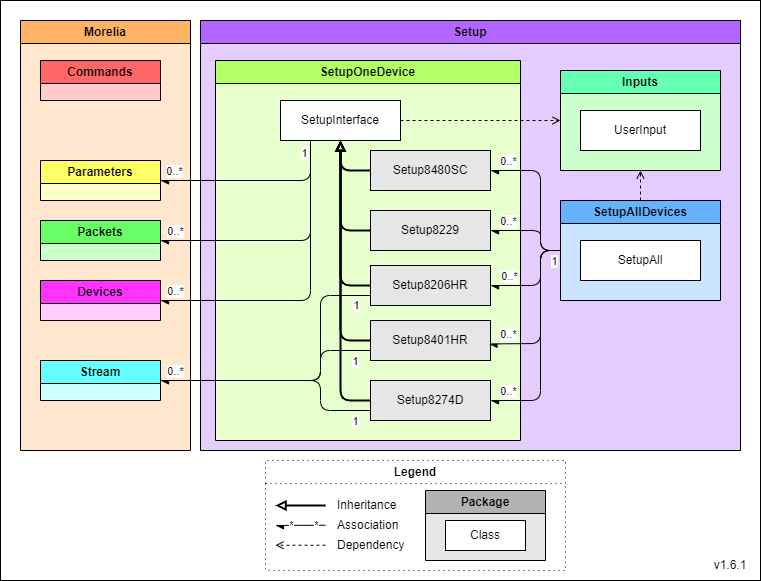 Morelia
Setup
Commands
SetupOneDevice
Inputs
SetupInterface
UserInput
1
Parameters
0..*
Setup8480SC
0..*
SetupAllDevices
Packets
0..*
Setup8229
0..*
SetupAll
1
Devices
0..*
Setup8206HR
0..*
1
Setup8401HR
0..*
1
Stream
0..*
Setup8274D
0..*
1
Legend
Inheritance
Package
* *
Association
Class
Dependency
v1.6.1